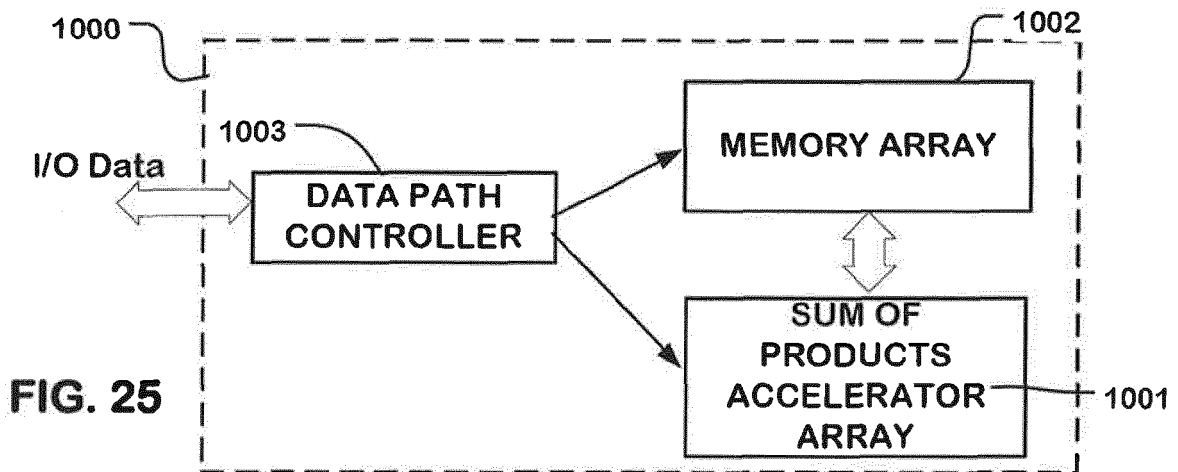 1000
1002
1003
I/O Data
MEMORY ARRAY
DATA PATH
CONTROLLER
SUM OF
PRODUCTS
ACCELERATOR
ARRAY
1001
FIG. 25